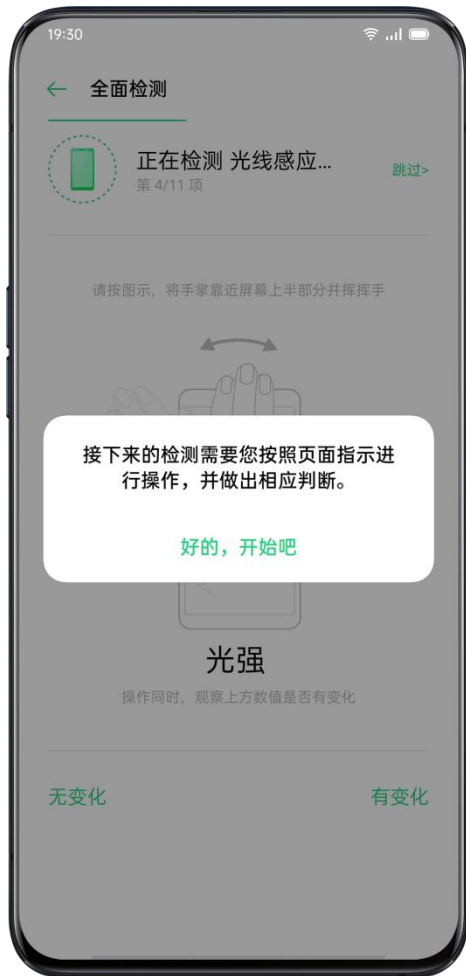 19:30
全面检测
正在检测 光线感应...
跳过>
第 4/11 项
请按图示，将手掌靠近屏幕上半部分并挥挥手
接下来的检测需要您按照页面指示进
行操作，并做出相应判断。
好的，开始吧
光强
操作同时，观察上方数值是否有变化
无变化
有变化